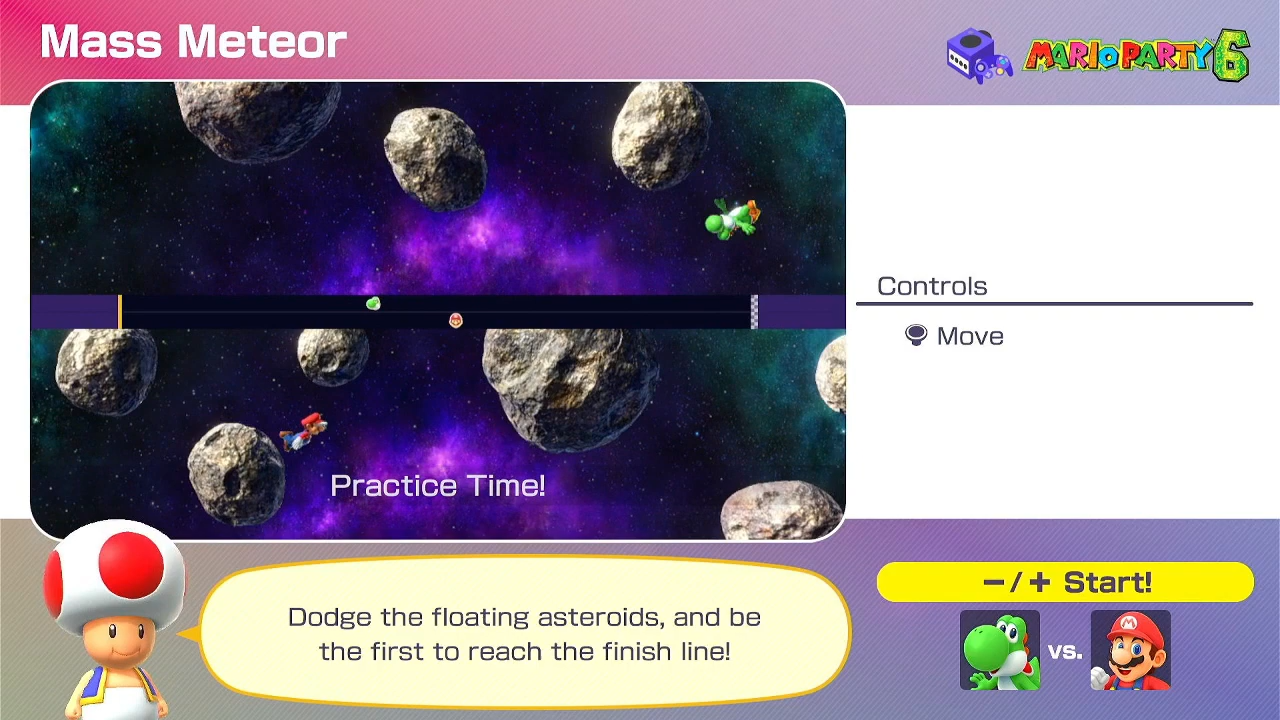 Mass Meteor
MARIO PARTY 6
Controls
Move
Practice Time!
Dodge the floating asteroids, and be
the first to reach the finish line!
−/+ Start!
vs.
M